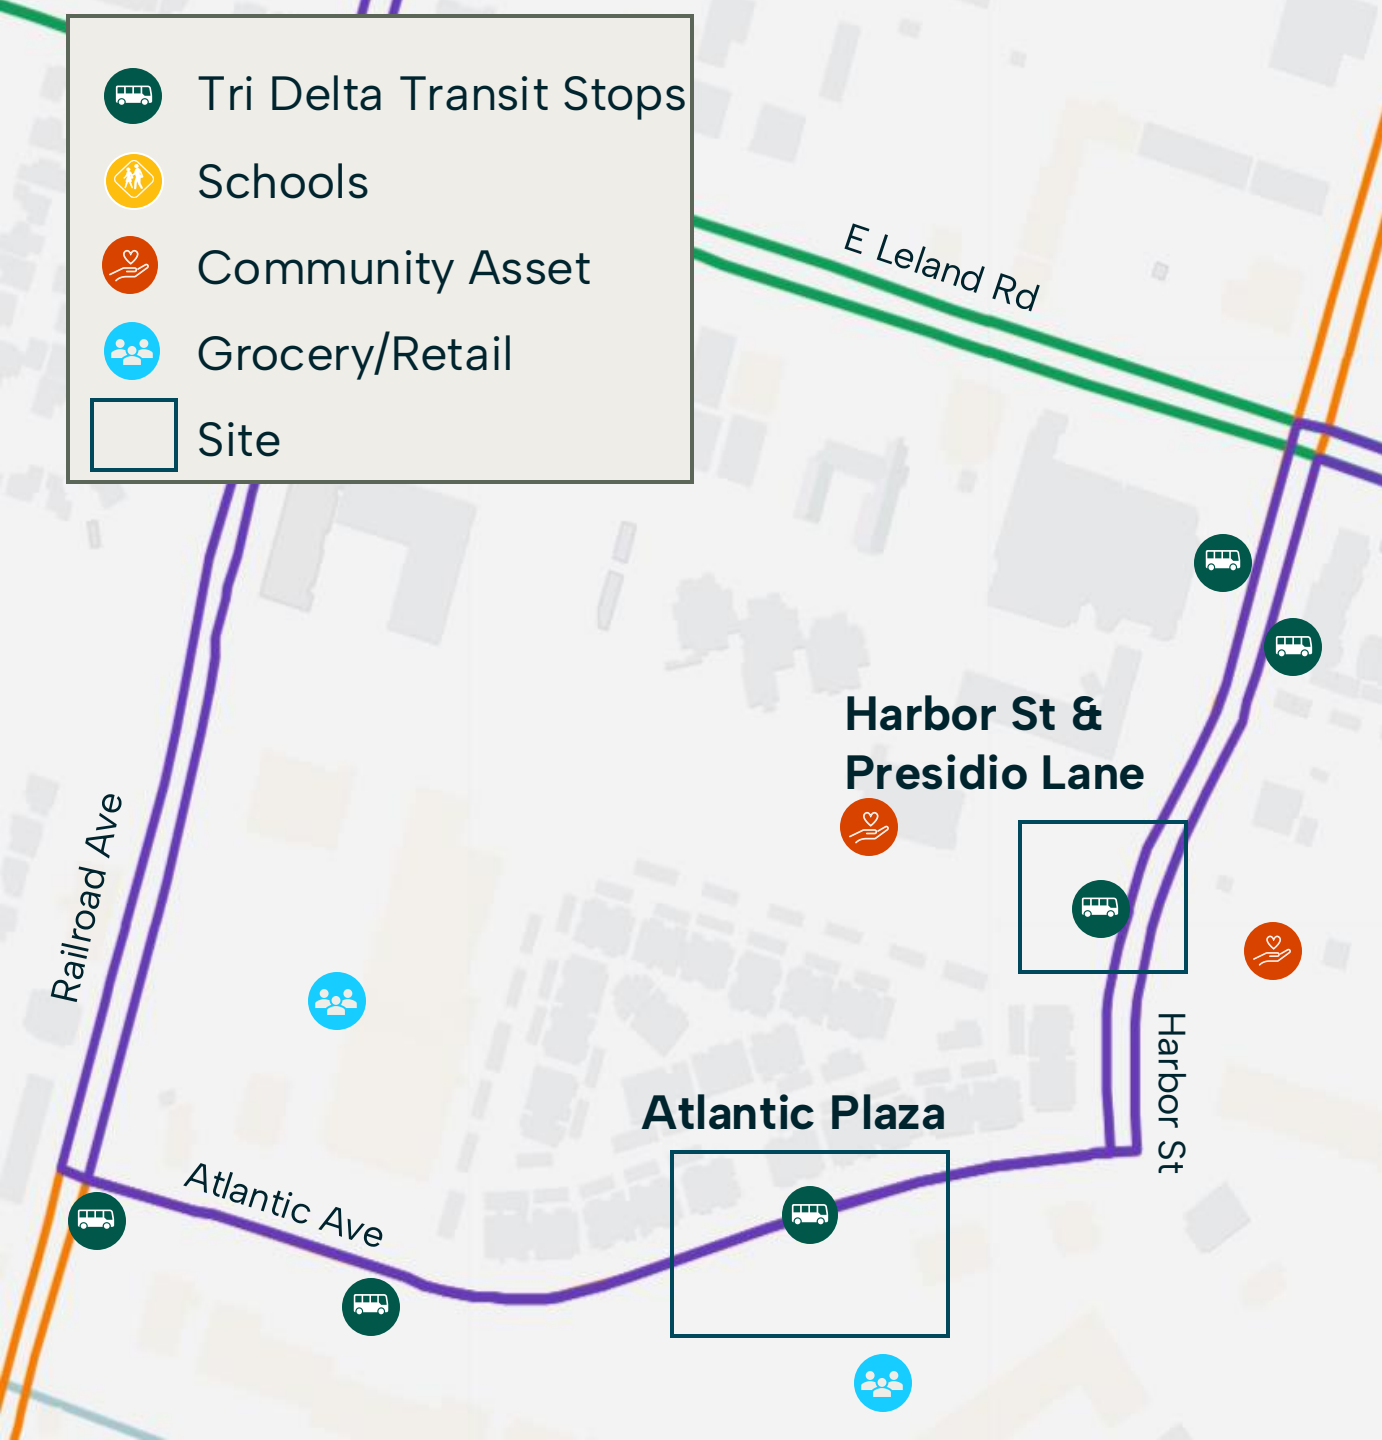 Tri Delta Transit Stops
Schools
Community Asset
Grocery/Retail
Site
E Leland Rd
Harbor St &
Presidio Lane
Railroad Ave
Harbor St
Atlantic Plaza
Atlantic Ave